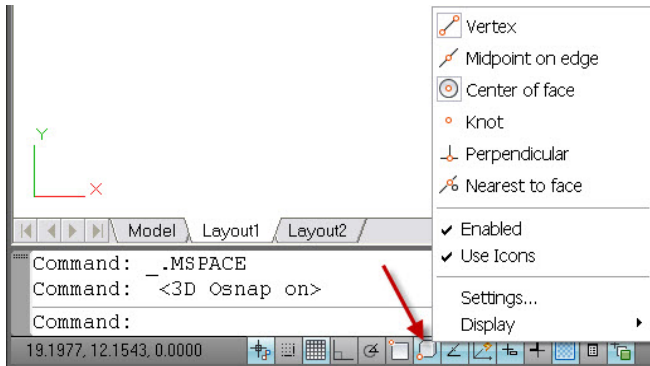 Vertex
Midpoint on edge
Center of face
Knot
Perpendicular
Nearest to face
Enabled
Use Icons
Settings...
Display
Y
X
Model Layout1 Layout2
Command: _.MSPACE
Command: <3D Osnap on>
Command:
19.1977, 12.1543, 0.0000